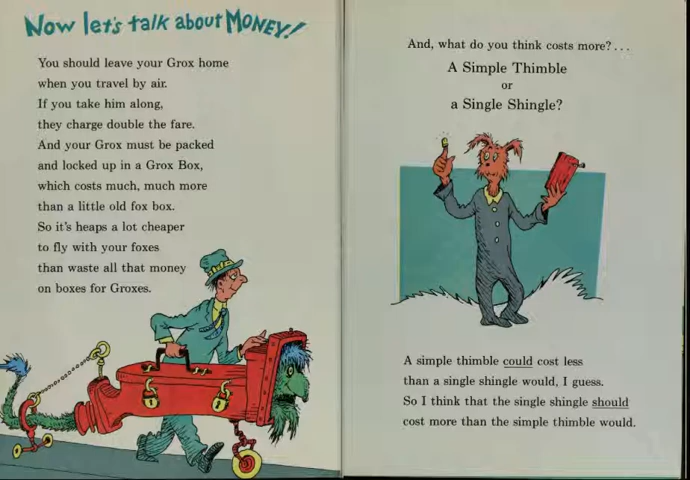 Now let's talk about MONEY!
You should leave your Grox home
when you travel by air.
If you take him along,
they charge double the fare.
And your Grox must be packed
and locked up in a Grox Box,
which costs much, much more
than a little old fox box.
So it's heaps a lot cheaper
to fly with your foxes
than waste all that money
on boxes for Groxes.
And, what do you think costs more? . . .
A Simple Thimble
or
a Single Shingle?
A simple thimble could cost less
than a single shingle would, I guess.
So I think that the single shingle should
cost more than the simple thimble would.